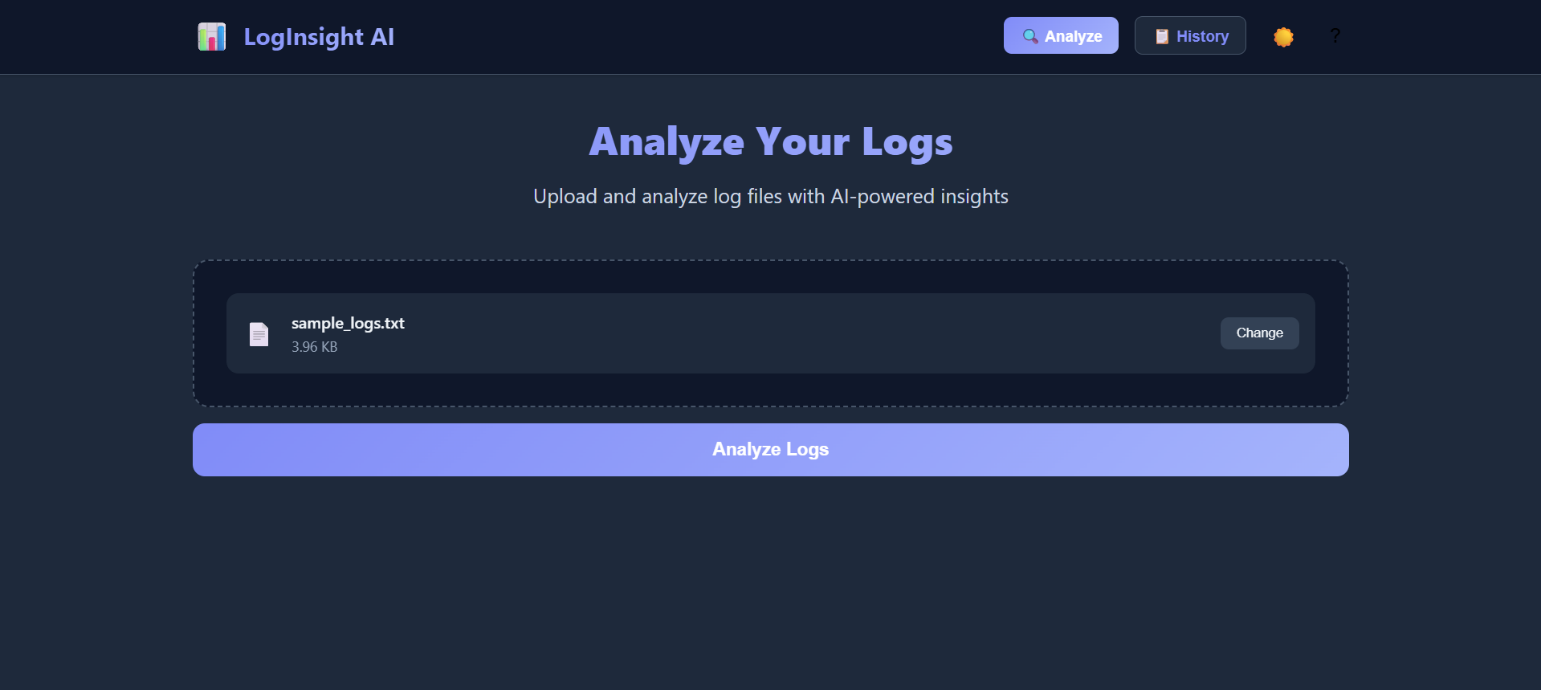 LogInsight AI
Analyze
History
?
Analyze Your Logs
Upload and analyze log files with AI-powered insights
sample_logs.txt
3.96 KB
Change
Analyze Logs